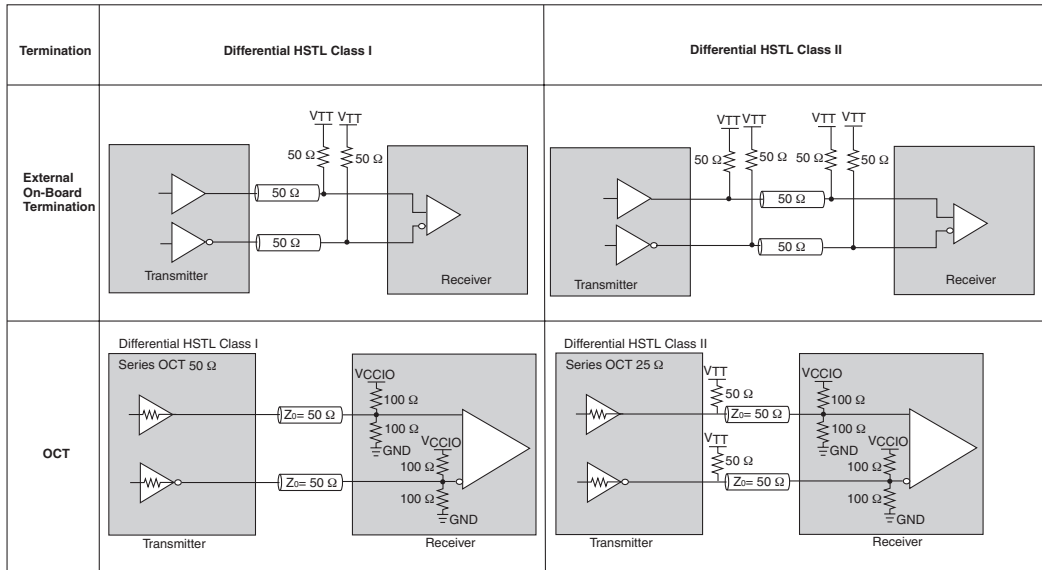 Termination
Differential HSTL Class I
Differential HSTL Class II
External
On-Board
Termination
VTT VTT
50 Ω 50 Ω
50 Ω
50 Ω
Transmitter
Receiver
VTT VTT
50 Ω 50 Ω 50 Ω 50 Ω
50 Ω
50 Ω
Transmitter
Receiver
OCT
Differential HSTL Class I
Series OCT 50 Ω
VCCIO
100 Ω
Z0= 50 Ω
100 Ω
VCCIO
GND
100 Ω
Z0= 50 Ω
100 Ω
GND
Transmitter
Receiver
Differential HSTL Class II
Series OCT 25 Ω
VTT
VCCIO
50 Ω
100 Ω
Z0= 50 Ω
100 Ω
VTT
VCCIO
GND
50 Ω
100 Ω
Z0= 50 Ω
100 Ω
GND
Transmitter
Receiver